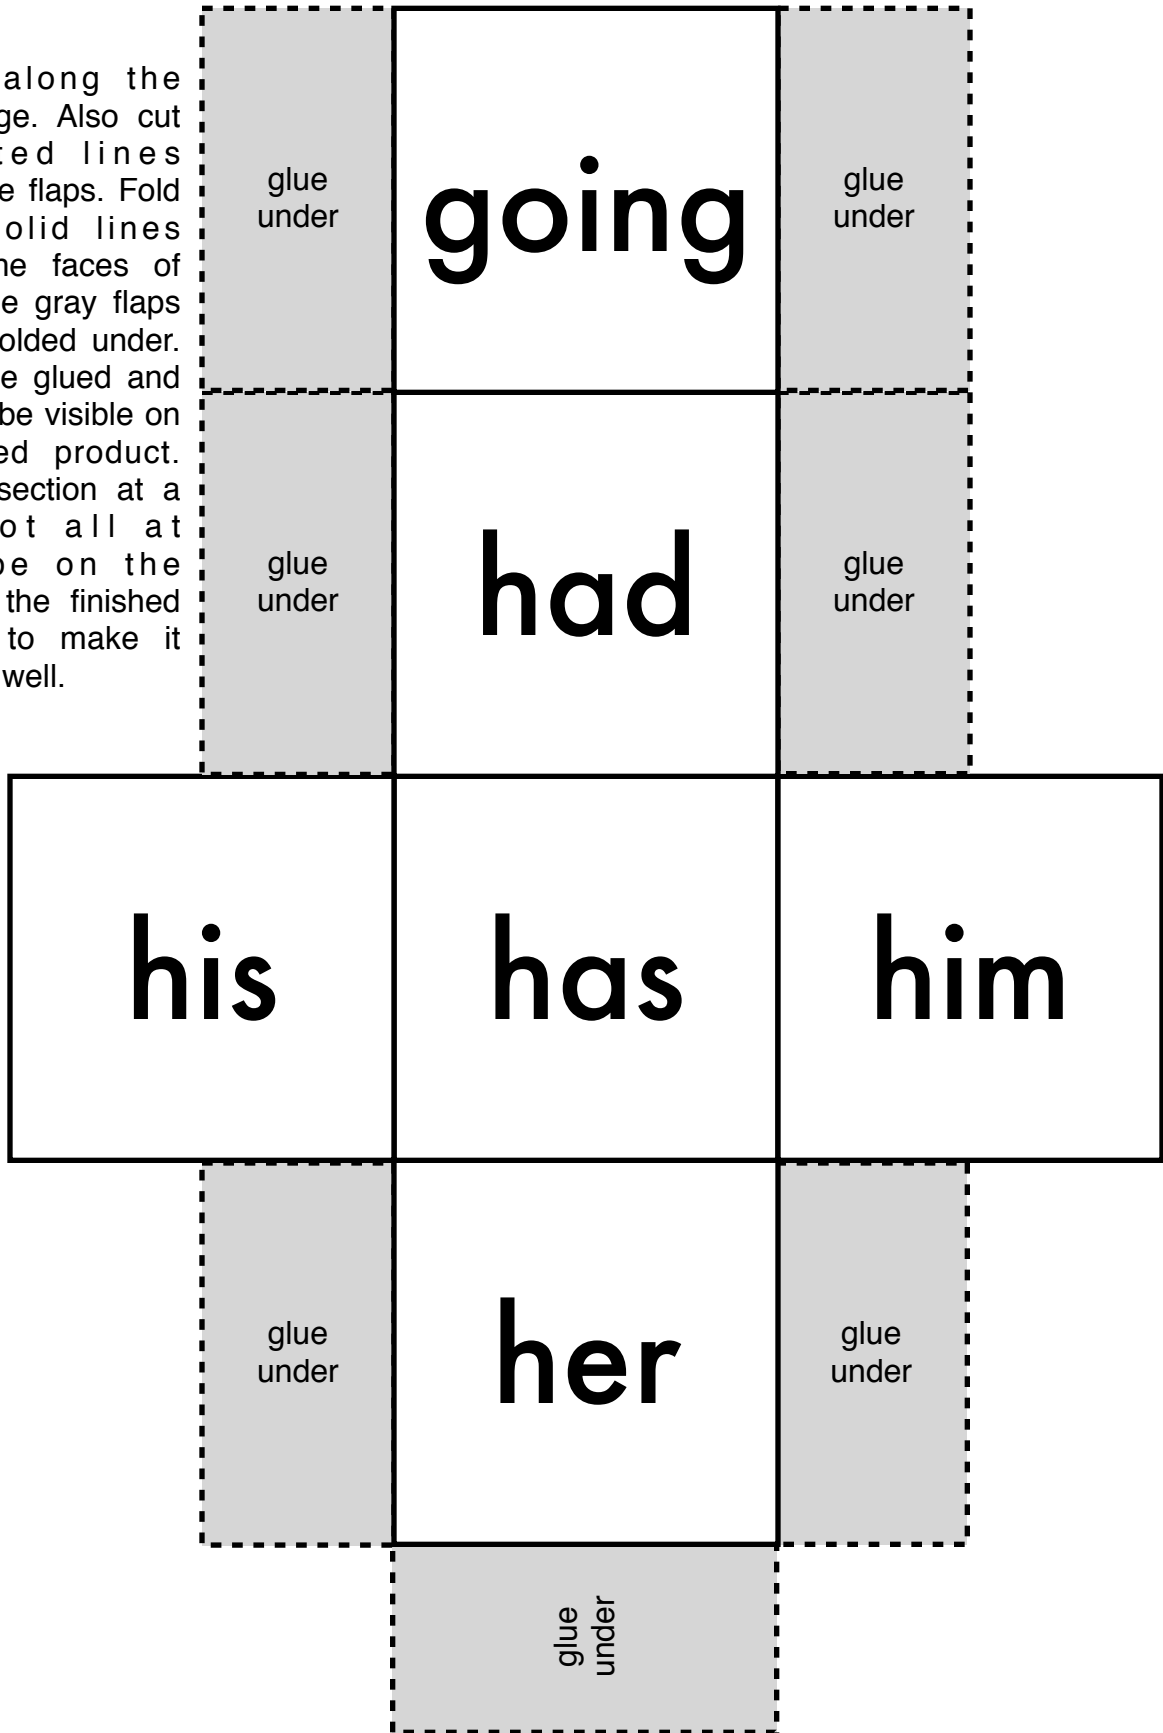 along the
ge. Also cut
ted lines
e flaps. Fold
olid lines
he faces of
e gray flaps
olded under.
e glued and
be visible on
ed product.
section at a
ot all at
pe on the
the finished
to make it
well.
glue
under
going
glue
under
glue
under
had
glue
under
his
has
him
glue
under
her
glue
under
glue
under